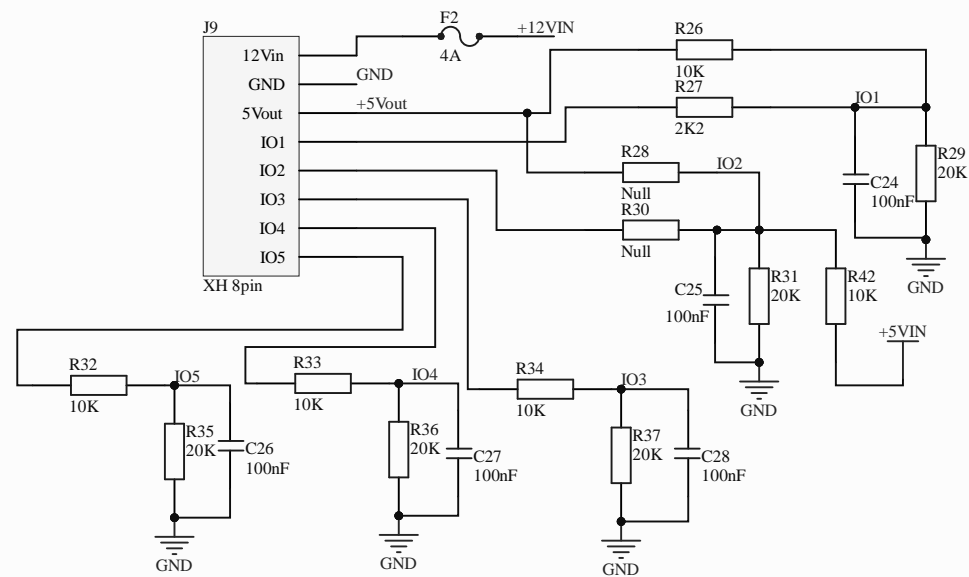 F2
J9
+12VIN
R26
12Vin
4A
GND
10K
GND
R27
5Vout
+5Vout
IO1
IO1
2K2
R28
IO2
R29
IO2
20K
C24
IO3
Null
100nF
R30
IO4
IO5
Null
R31
R42
GND
XH 8pin
C25
20K
10K
100nF
+5VIN
R32
R33
R34
IO5
IO4
IO3
GND
10K
10K
10K
R35
R36
R37
20K
C26
20K
C27
20K
C28
100nF
100nF
100nF
GND
GND
GND